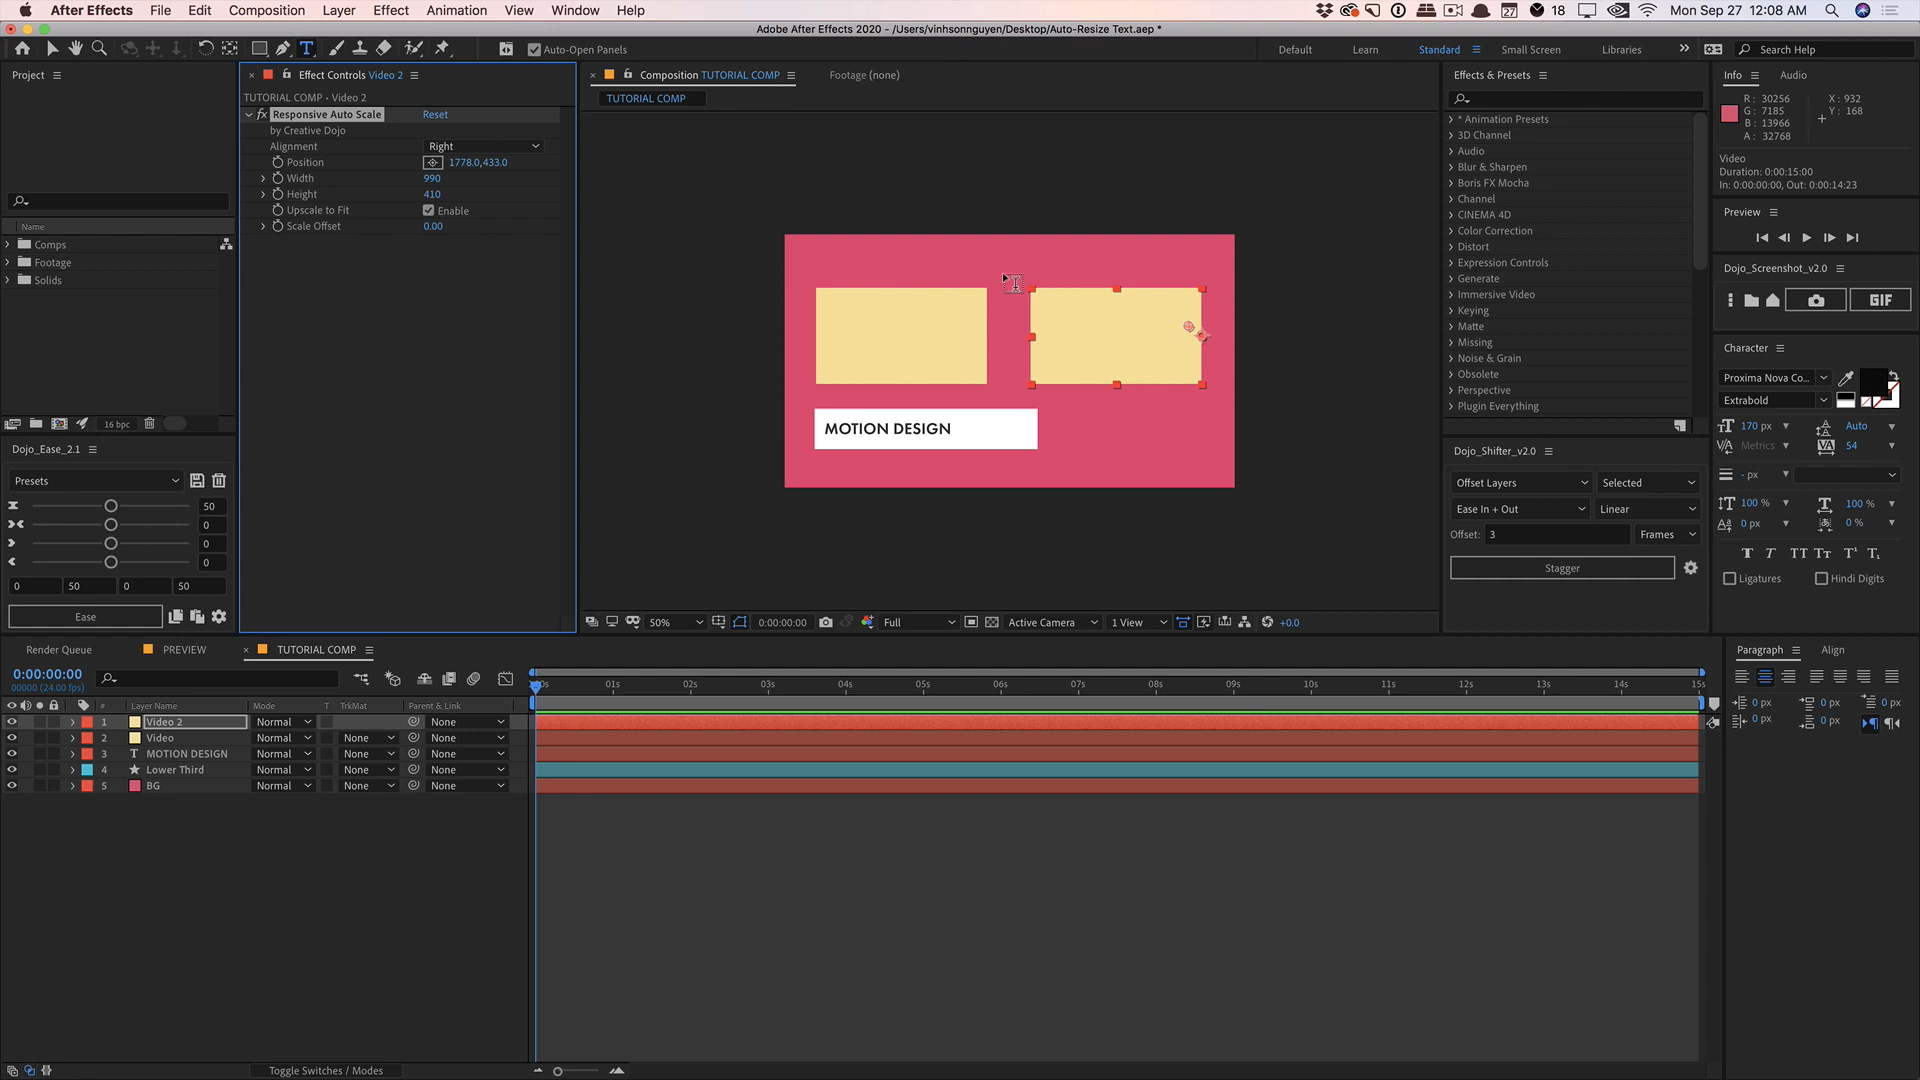 After Effects File Edit Composition Layer Effect Animation View Window Help 27 18 Mon Sep 27 12:08 AM
Adobe After Effects 2020 - /Users/vinhsonnguyen/Desktop/Auto-Resize Text.aep *
Auto-Open Panels Default Learn Standard Small Screen Libraries Search Help
Project
Effect Controls Video 2
TUTORIAL COMP • Video 2
fx Responsive Auto Scale Reset
by Creative Dojo
Alignment Right
Position 1778.0,433.0
Width 990
Height 410
Upscale to Fit Enable
Scale Offset 0.00
Composition TUTORIAL COMP
Footage (none)
TUTORIAL COMP
MOTION DESIGN
50% 0:00:00:00 Full Active Camera 1 View +0.0
Name
Comps
Footage
Solids
16 bpc
Dojo_Ease_2.1
Presets
50
0
0
0
0 50 0 50
Ease
Effects & Presets
* Animation Presets
3D Channel
Audio
Blur & Sharpen
Boris FX Mocha
Channel
CINEMA 4D
Color Correction
Distort
Expression Controls
Generate
Immersive Video
Keying
Matte
Missing
Noise & Grain
Obsolete
Perspective
Plugin Everything
Dojo_Shifter_v2.0
Offset Layers Selected
Ease In + Out Linear
Offset: 3 Frames
Stagger
Info Audio
R: 30256 X: 932
G: 7185 Y: 168
B: 13966
A: 32768
Video
Duration: 0:00:15:00
In: 0:00:00:00, Out: 0:00:14:23
Preview
Dojo_Screenshot_v2.0
GIF
Character
Proxima Nova Co...
Extrabold
170 px Auto
Metrics 54
- px
100 % 100 %
0 px 0 %
Ligatures Hindi Digits
Render Queue PREVIEW TUTORIAL COMP
0:00:00:00
00000 (24.00 fps)
01s 02s 03s 04s 05s 06s 07s 08s 09s 10s 11s 12s 13s 14s 15s
# Layer Name Mode T TrkMat Parent & Link
1 Video 2 Normal None
2 Video Normal None None
3 T MOTION DESIGN Normal None None
4 Lower Third Normal None None
5 BG Normal None None
Toggle Switches / Modes
Paragraph Align
0 px 0 px 0 px
0 px 0 px